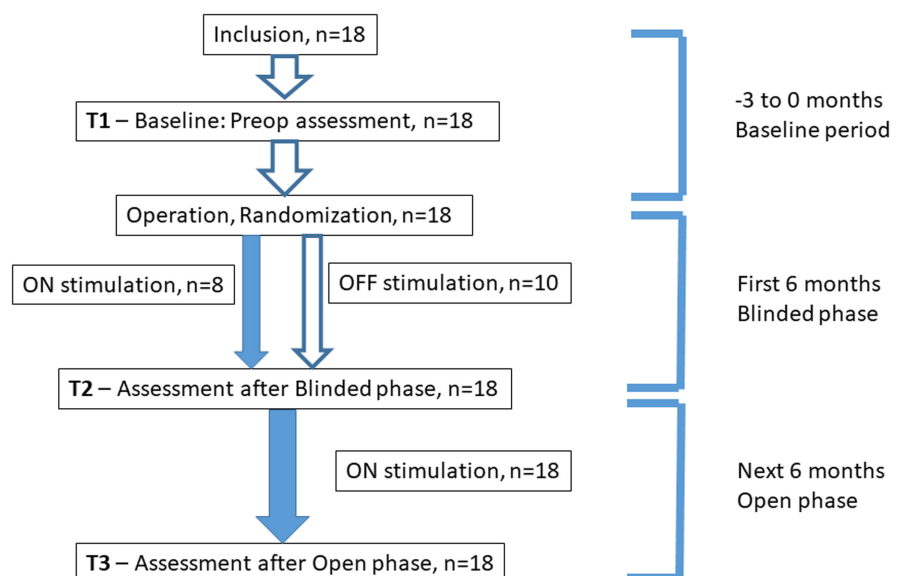 Inclusion, n=18
-3 to 0 months
Baseline period
T1 – Baseline: Preop assessment, n=18
Operation, Randomization, n=18
ON stimulation, n=8
OFF stimulation, n=10
First 6 months
Blinded phase
T2 – Assessment after Blinded phase, n=18
ON stimulation, n=18
Next 6 months
Open phase
T3 – Assessment after Open phase, n=18